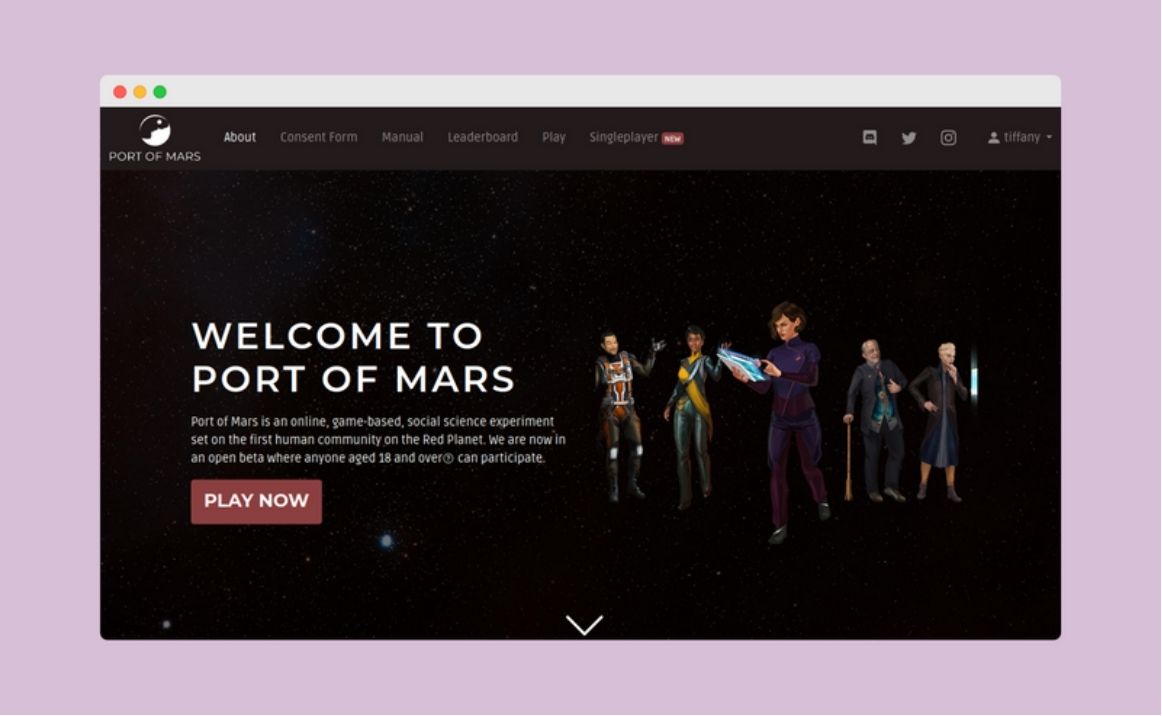 PORT OF MARS
About Consent Form Manual Leaderboard Play Singleplayer NEW tiffany
WELCOME TO
PORT OF MARS
Port of Mars is an online, game-based, social science experiment
set on the first human community on the Red Planet. We are now in
an open beta where anyone aged 18 and over? can participate.
PLAY NOW